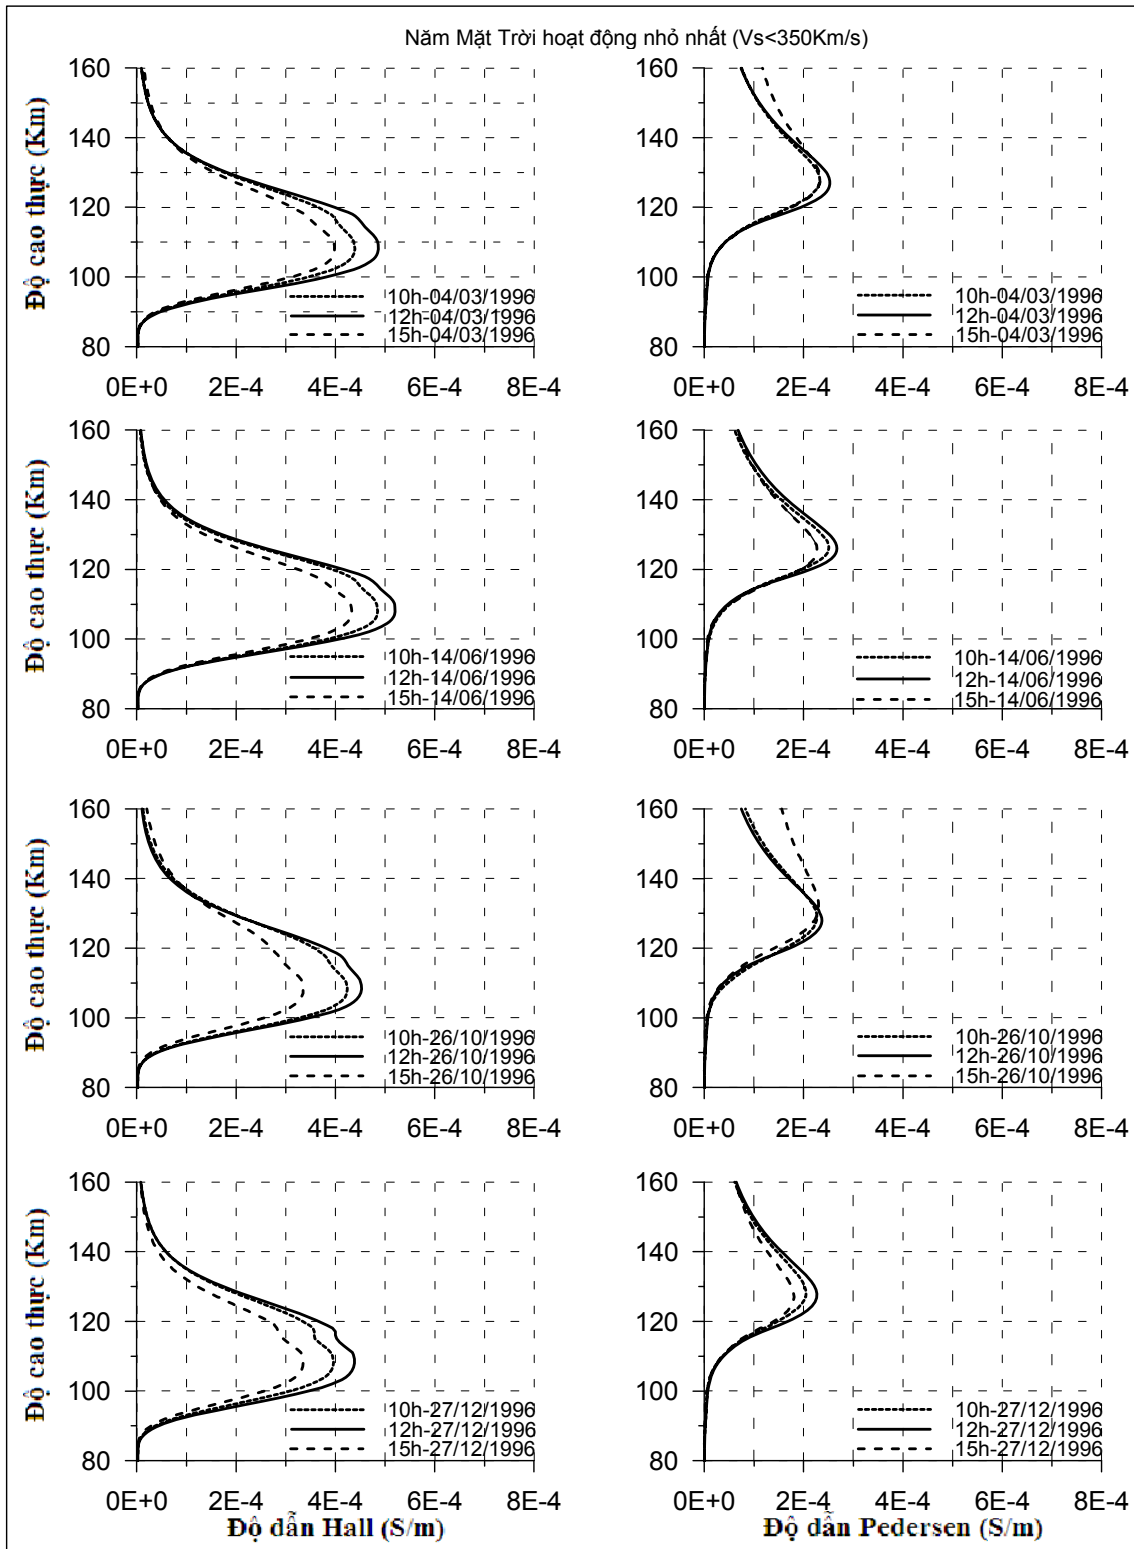 Năm Mặt Trời hoạt động nhỏ nhất (Vs<350Km/s)
Độ cao thực (Km)
160
140
120
100
80
10h-04/03/1996
12h-04/03/1996
15h-04/03/1996
0E+0 2E-4 4E-4 6E-4 8E-4
160
140
120
100
80
10h-04/03/1996
12h-04/03/1996
15h-04/03/1996
0E+0 2E-4 4E-4 6E-4 8E-4
Độ cao thực (Km)
160
140
120
100
80
10h-14/06/1996
12h-14/06/1996
15h-14/06/1996
0E+0 2E-4 4E-4 6E-4 8E-4
160
140
120
100
80
10h-14/06/1996
12h-14/06/1996
15h-14/06/1996
0E+0 2E-4 4E-4 6E-4 8E-4
Độ cao thực (Km)
160
140
120
100
80
10h-26/10/1996
12h-26/10/1996
15h-26/10/1996
0E+0 2E-4 4E-4 6E-4 8E-4
160
140
120
100
80
10h-26/10/1996
12h-26/10/1996
15h-26/10/1996
0E+0 2E-4 4E-4 6E-4 8E-4
Độ cao thực (Km)
160
140
120
100
80
10h-27/12/1996
12h-27/12/1996
15h-27/12/1996
0E+0 2E-4 4E-4 6E-4 8E-4
Độ dẫn Hall (S/m)
160
140
120
100
80
10h-27/12/1996
12h-27/12/1996
15h-27/12/1996
0E+0 2E-4 4E-4 6E-4 8E-4
Độ dẫn Pedersen (S/m)